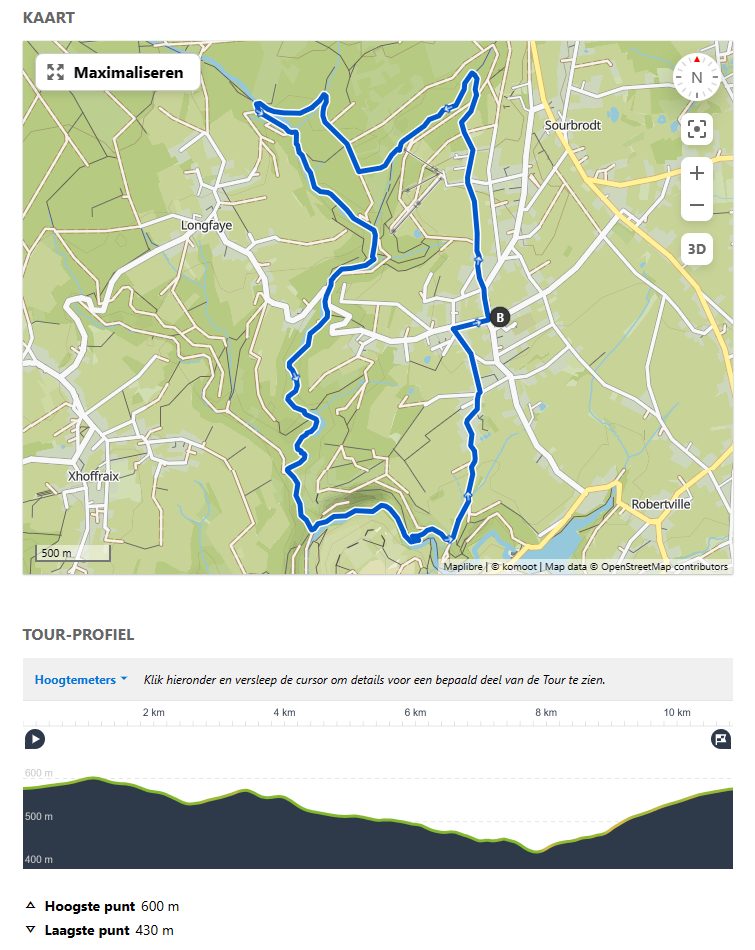 KAART
Maximaliseren
N
Sourbrodt
Longfaye
3D
B
Xhoffraix
Robertville
500 m
Maplibre | © komoot | Map data © OpenStreetMap contributors
TOUR-PROFIEL
Hoogtemeters Klik hieronder en versleep de cursor om details voor een bepaald deel van de Tour te zien.
2 km 4 km 6 km 8 km 10 km
600 m
500 m
400 m
Hoogste punt 600 m
Laagste punt 430 m